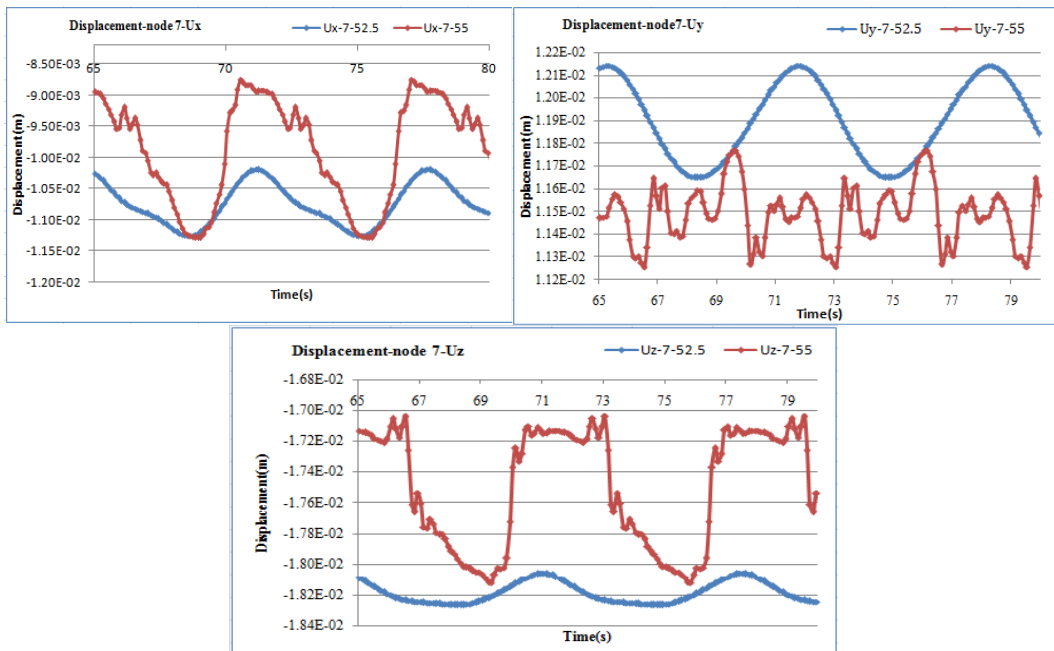 Displacement-node 7-Ux
Ux-7-52.5 Ux-7-55
65 70 75 80
-8.50E-03
-9.00E-03
-9.50E-03
-1.00E-02
-1.05E-02
-1.10E-02
-1.15E-02
-1.20E-02
Displacement(m)
Time(s)
Displacement-node7-Uy
Uy-7-52.5 Uy-7-55
1.22E-02
1.21E-02
1.20E-02
1.19E-02
1.18E-02
1.17E-02
1.16E-02
1.15E-02
1.14E-02
1.13E-02
1.12E-02
Displacement(m)
65 67 69 71 73 75 77 79
Time(s)
Displacement-node 7-Uz
Uz-7-52.5 Uz-7-55
-1.68E-02
65 67 69 71 73 75 77 79
-1.70E-02
-1.72E-02
-1.74E-02
-1.76E-02
-1.78E-02
-1.80E-02
-1.82E-02
-1.84E-02
Displacement(m)
Time(s)